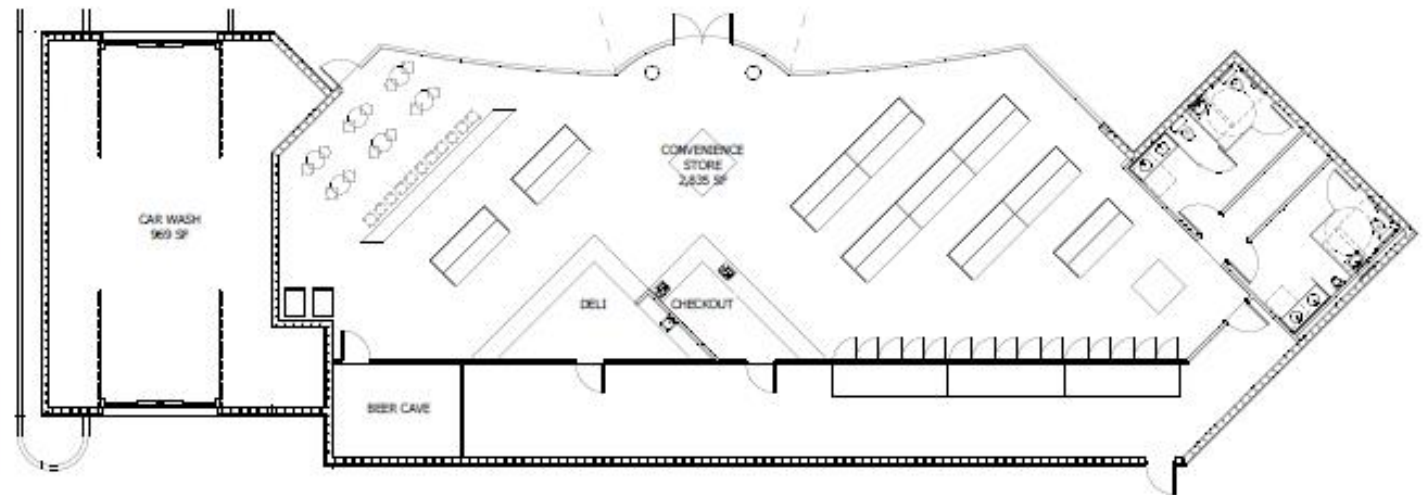 CONVENIENCE
STORE
2,835 SF
CAR WASH
969 SF
DELI
CHECKOUT
BEER CAVE